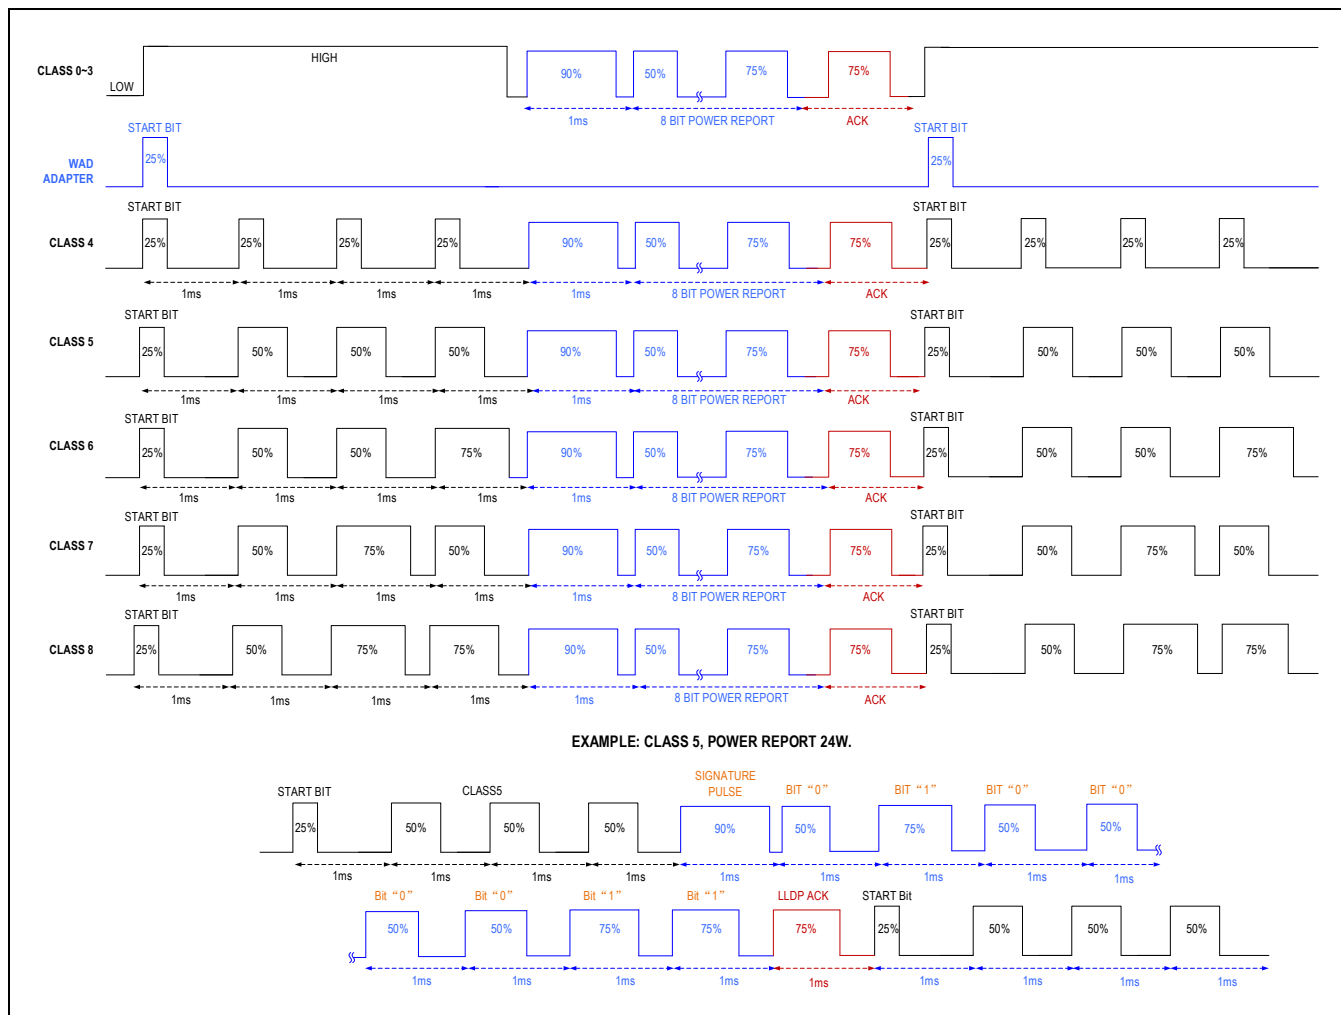 CLASS 0~3
LOW
HIGH
90%
50%
75%
75%
1ms
8 BIT POWER REPORT
ACK
START BIT
START BIT
WAD
ADAPTER
25%
25%
START BIT
START BIT
CLASS 4
25%
25%
25%
25%
90%
50%
75%
75%
25%
25%
25%
25%
1ms
1ms
1ms
1ms
1ms
8 BIT POWER REPORT
ACK
START BIT
START BIT
CLASS 5
25%
50%
50%
50%
90%
50%
75%
75%
25%
50%
50%
50%
1ms
1ms
1ms
1ms
1ms
8 BIT POWER REPORT
ACK
START BIT
START BIT
CLASS 6
25%
50%
50%
75%
90%
50%
75%
75%
25%
50%
50%
75%
1ms
1ms
1ms
1ms
1ms
8 BIT POWER REPORT
ACK
START BIT
START BIT
CLASS 7
25%
50%
75%
50%
90%
50%
75%
75%
25%
50%
75%
50%
1ms
1ms
1ms
1ms
1ms
8 BIT POWER REPORT
ACK
START BIT
START BIT
CLASS 8
25%
50%
75%
75%
90%
50%
75%
75%
25%
50%
75%
75%
1ms
1ms
1ms
1ms
1ms
8 BIT POWER REPORT
ACK
EXAMPLE: CLASS 5, POWER REPORT 24W.
START BIT
CLASS5
SIGNATURE
PULSE
BIT “0”
BIT “1”
BIT “0”
BIT “0”
25%
50%
50%
50%
90%
50%
75%
50%
50%
1ms
1ms
1ms
1ms
1ms
1ms
1ms
1ms
1ms
Bit “0”
Bit “0”
Bit “1”
Bit “1”
LLDP ACK
START Bit
50%
50%
75%
75%
75%
25%
50%
50%
50%
1ms
1ms
1ms
1ms
1ms
1ms
1ms
1ms
1ms